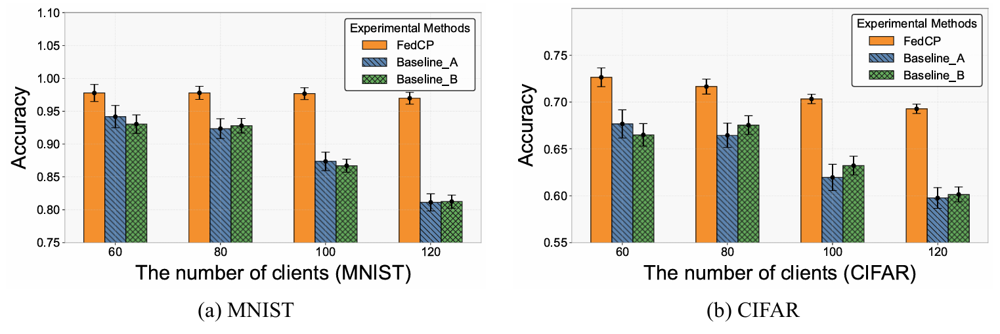 1.10
1.05
1.00
0.95
0.90
0.85
0.80
0.75
Accuracy
Experimental Methods
FedCP
Baseline_A
Baseline_B
60 80 100 120
The number of clients (MNIST)
(a) MNIST
0.75
0.70
0.65
0.60
0.55
Accuracy
Experimental Methods
FedCP
Baseline_A
Baseline_B
60 80 100 120
The number of clients (CIFAR)
(b) CIFAR